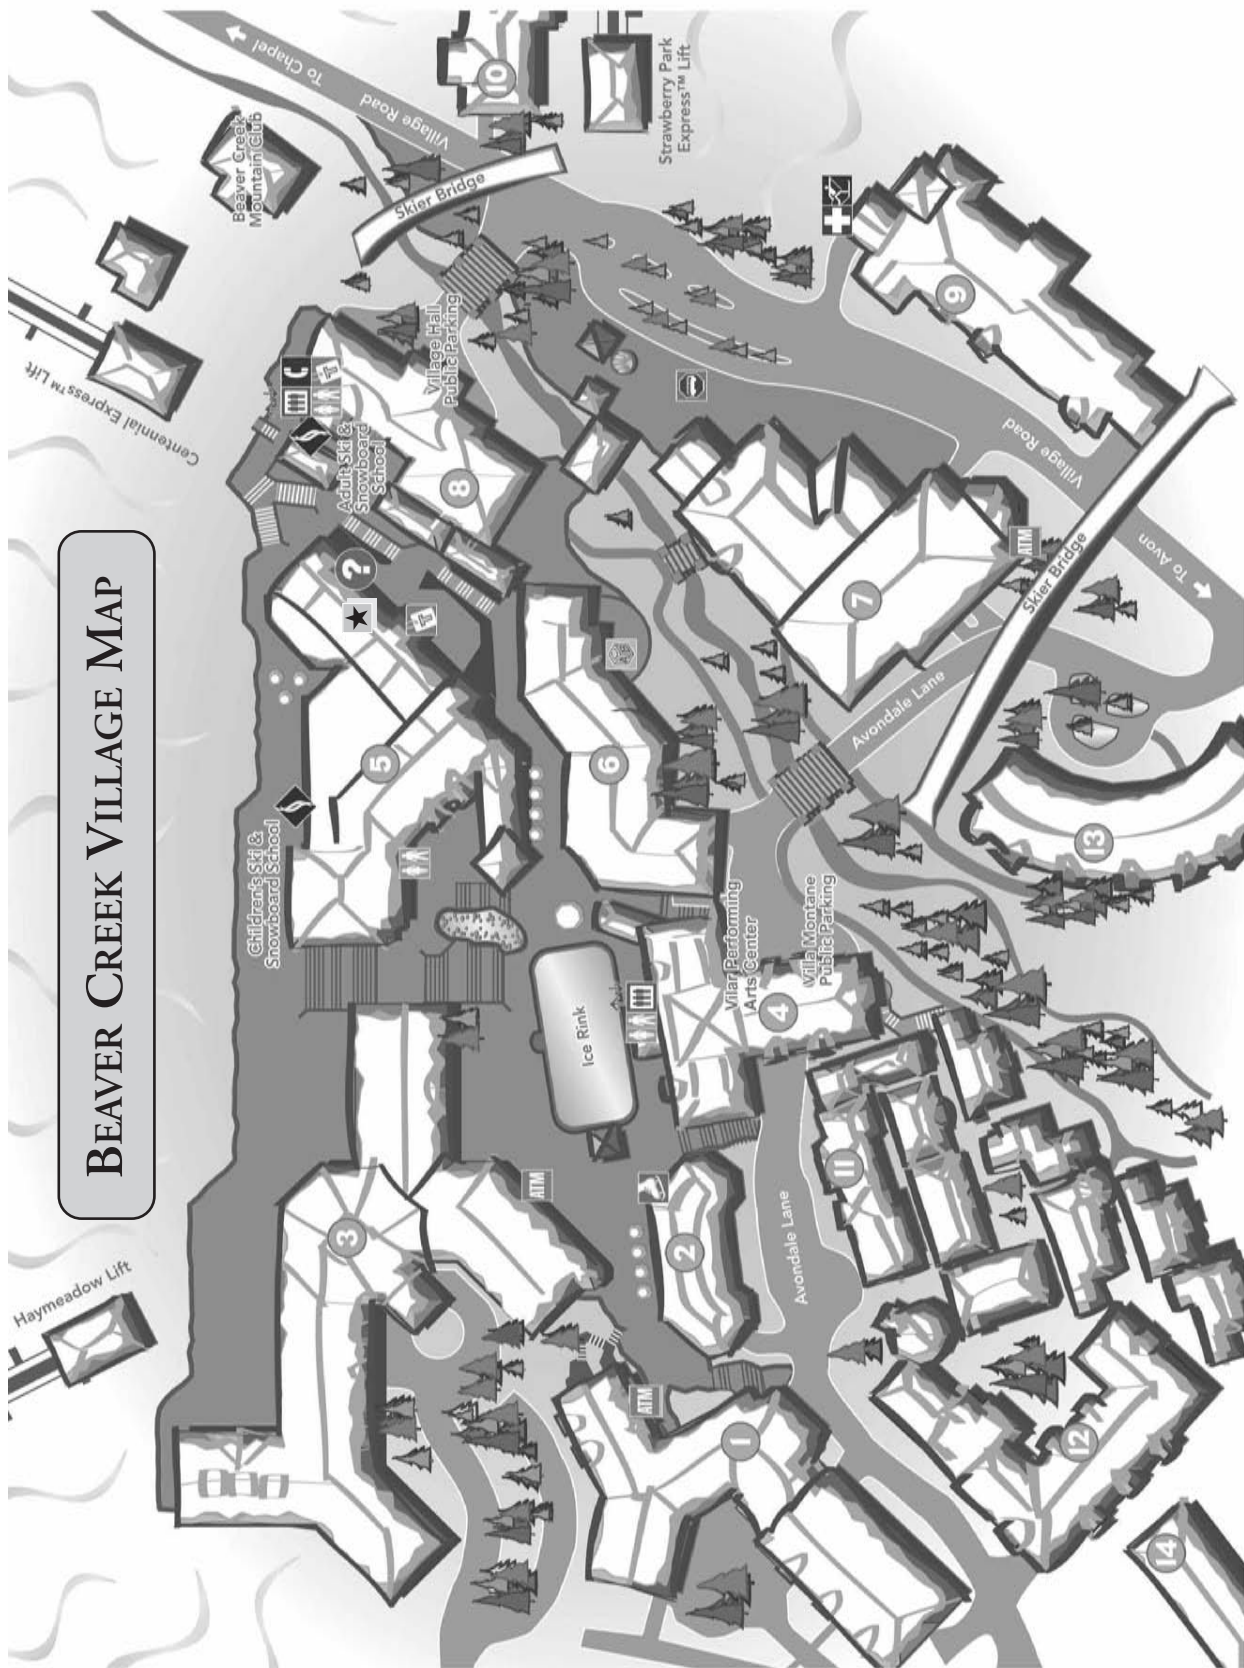 BEAVER CREEK VILLAGE MAP
Haymeadow Lift
Centennial Express™ Lift
Beaver Creek
Mountain Club
To Chapel
Village Road
Skier Bridge
10
Strawberry Park
Express™ Lift
Children's Ski &
Snowboard School
Adult Ski &
Snowboard
School
Village Hall
Public Parking
?
C
3
5
8
6
ATM
Ice Rink
2
ATM
1
Vilar Performing
Arts Center
4
Villa Montane
Public Parking
Avondale Lane
Avondale Lane
7
9
Village Road
ATM
Skier Bridge
To Avon
11
12
13
14